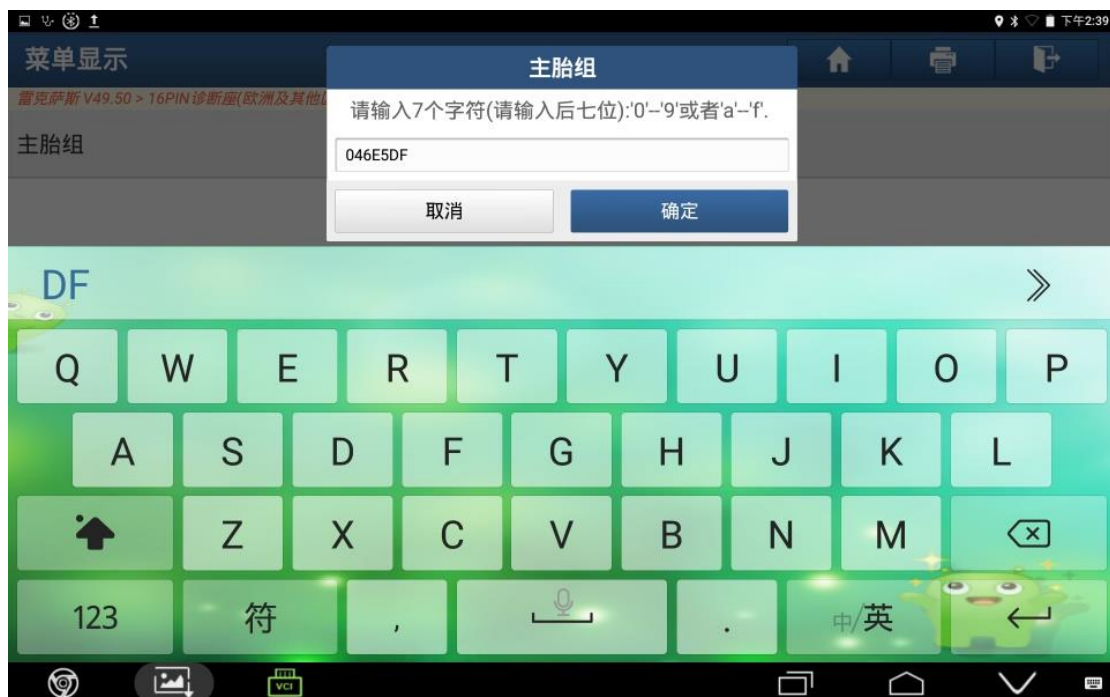 下午2:39
菜单显示
主胎组
雷克萨斯 V49.50 > 16PIN诊断座(欧洲及其他
请输入7个字符(请输入后七位):'0'--'9'或者'a'--'f'.
主胎组
046E5DF
取消
确定
DF
Q W E R T Y U I O P
A S D F G H J K L
Z X C V B N M
123 符 , . 中/英
VCI